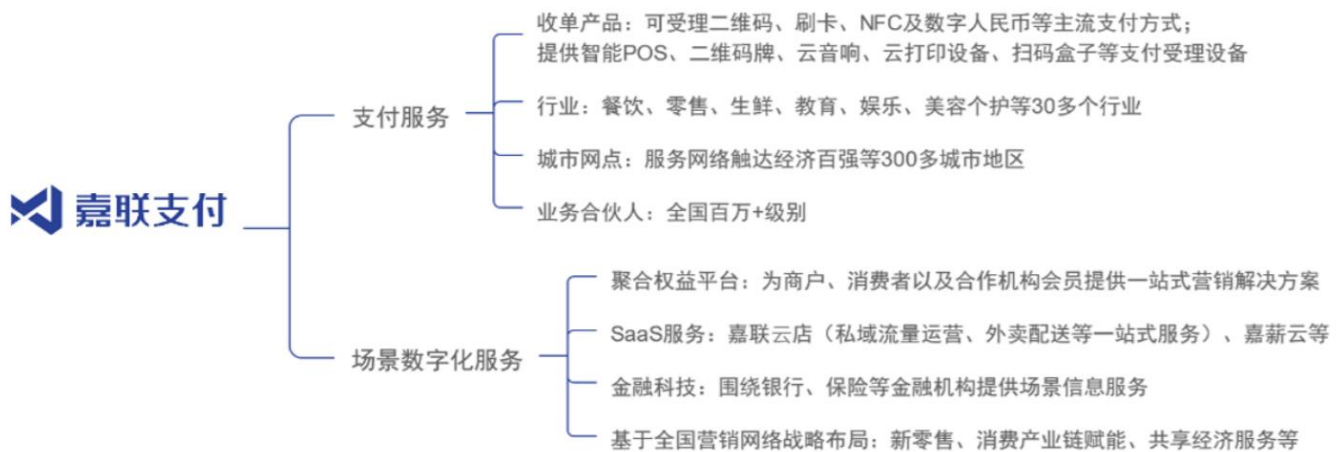 嘉联支付
支付服务
收单产品：可受理二维码、刷卡、NFC及数字人民币等主流支付方式；
提供智能POS、二维码牌、云音响、云打印设备、扫码盒子等支付受理设备
行业：餐饮、零售、生鲜、教育、娱乐、美容个护等30多个行业
城市网点：服务网络触达经济百强等300多城市地区
业务合伙人：全国百万+级别
场景数字化服务
聚合权益平台：为商户、消费者以及合作机构会员提供一站式营销解决方案
SaaS服务：嘉联云店（私域流量运营、外卖配送等一站式服务）、嘉薪云等
金融科技：围绕银行、保险等金融机构提供场景信息服务
基于全国营销网络战略布局：新零售、消费产业链赋能、共享经济服务等